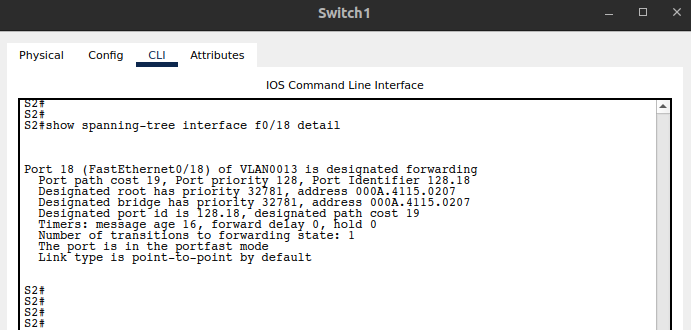 Switch1
Physical Config CLI Attributes
IOS Command Line Interface
S2#
S2#
S2#show spanning-tree interface f0/18 detail
Port 18 (FastEthernet0/18) of VLAN0013 is designated forwarding
Port path cost 19, Port priority 128, Port Identifier 128.18
Designated root has priority 32781, address 000A.4115.0207
Designated bridge has priority 32781, address 000A.4115.0207
Designated port id is 128.18, designated path cost 19
Timers: message age 16, forward delay 0, hold 0
Number of transitions to forwarding state: 1
The port is in the portfast mode
Link type is point-to-point by default
S2#
S2#
S2#
S2#